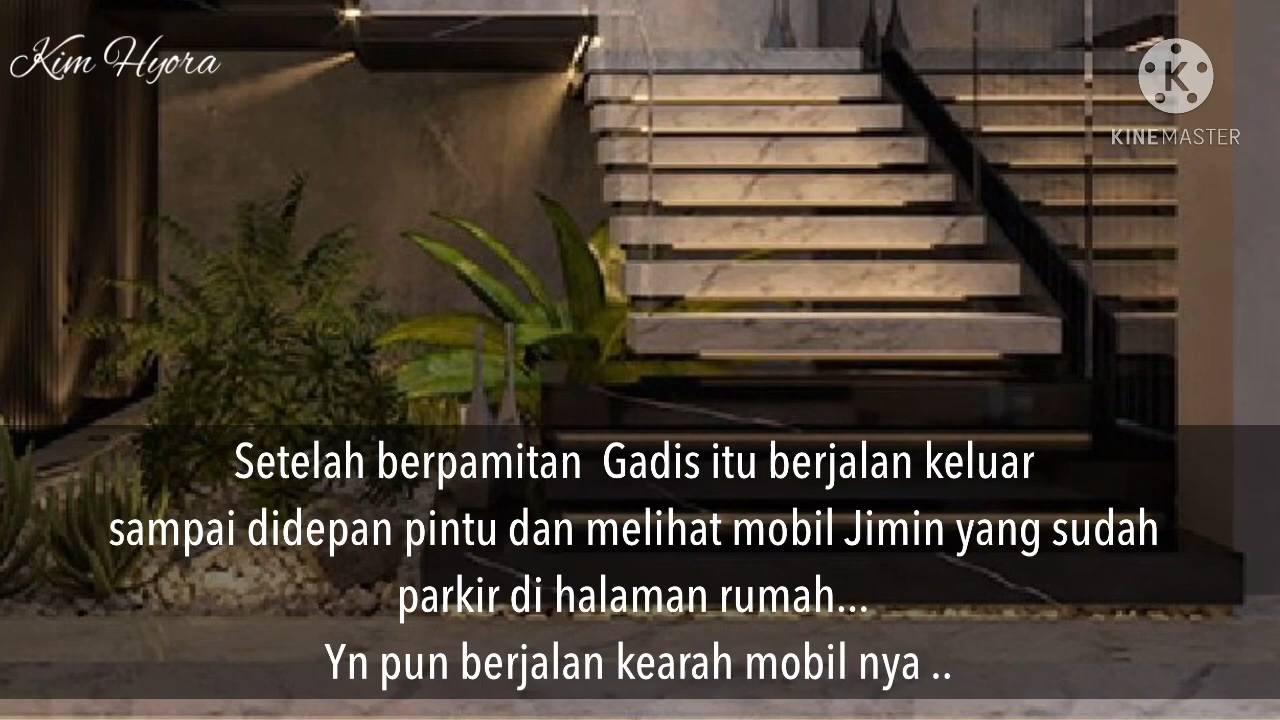 Kim Hyora
K
KINEMASTER
Setelah berpamitan  Gadis itu berjalan keluar
sampai didepan pintu dan melihat mobil Jimin yang sudah
parkir di halaman rumah...
Yn pun berjalan kearah mobil nya ..